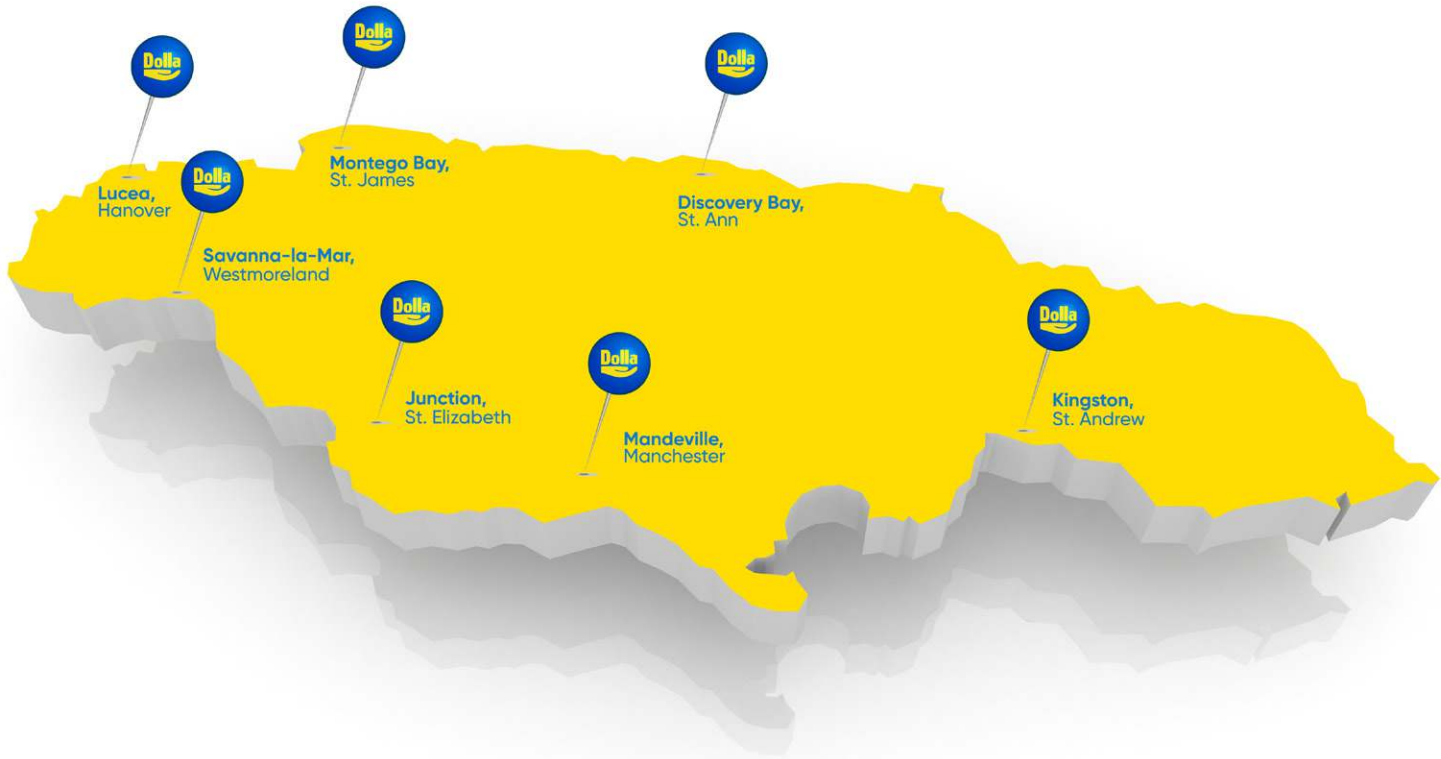 Dolla
Dolla
Dolla
Montego Bay,
St. James
Dolla
Lucea,
Hanover
Discovery Bay,
St. Ann
Savanna-la-Mar,
Westmoreland
Dolla
Junction,
St. Elizabeth
Dolla
Kingston,
St. Andrew
Dolla
Mandeville,
Manchester